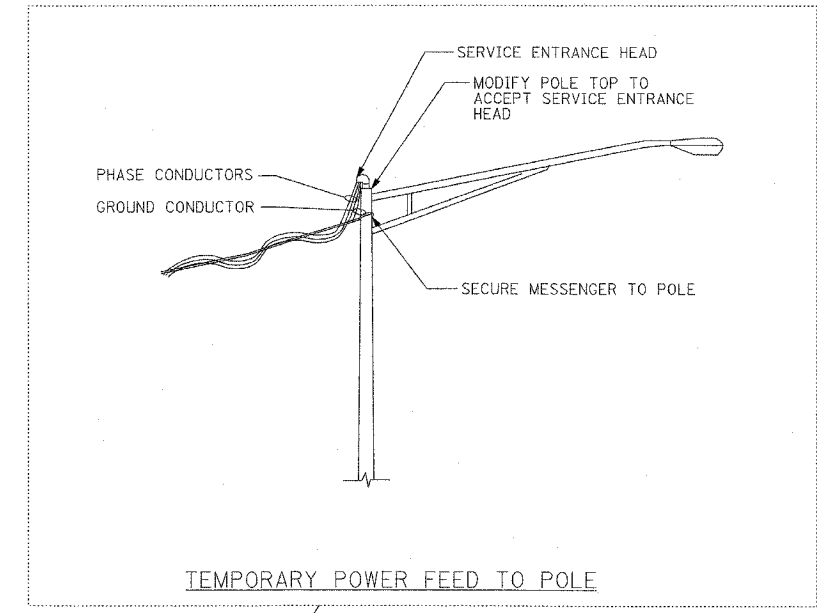 SERVICE ENTRANCE HEAD
MODIFY POLE TOP TO
ACCEPT SERVICE ENTRANCE
HEAD
PHASE CONDUCTORS
GROUND CONDUCTOR
SECURE MESSENGER TO POLE
TEMPORARY POWER FEED TO POLE